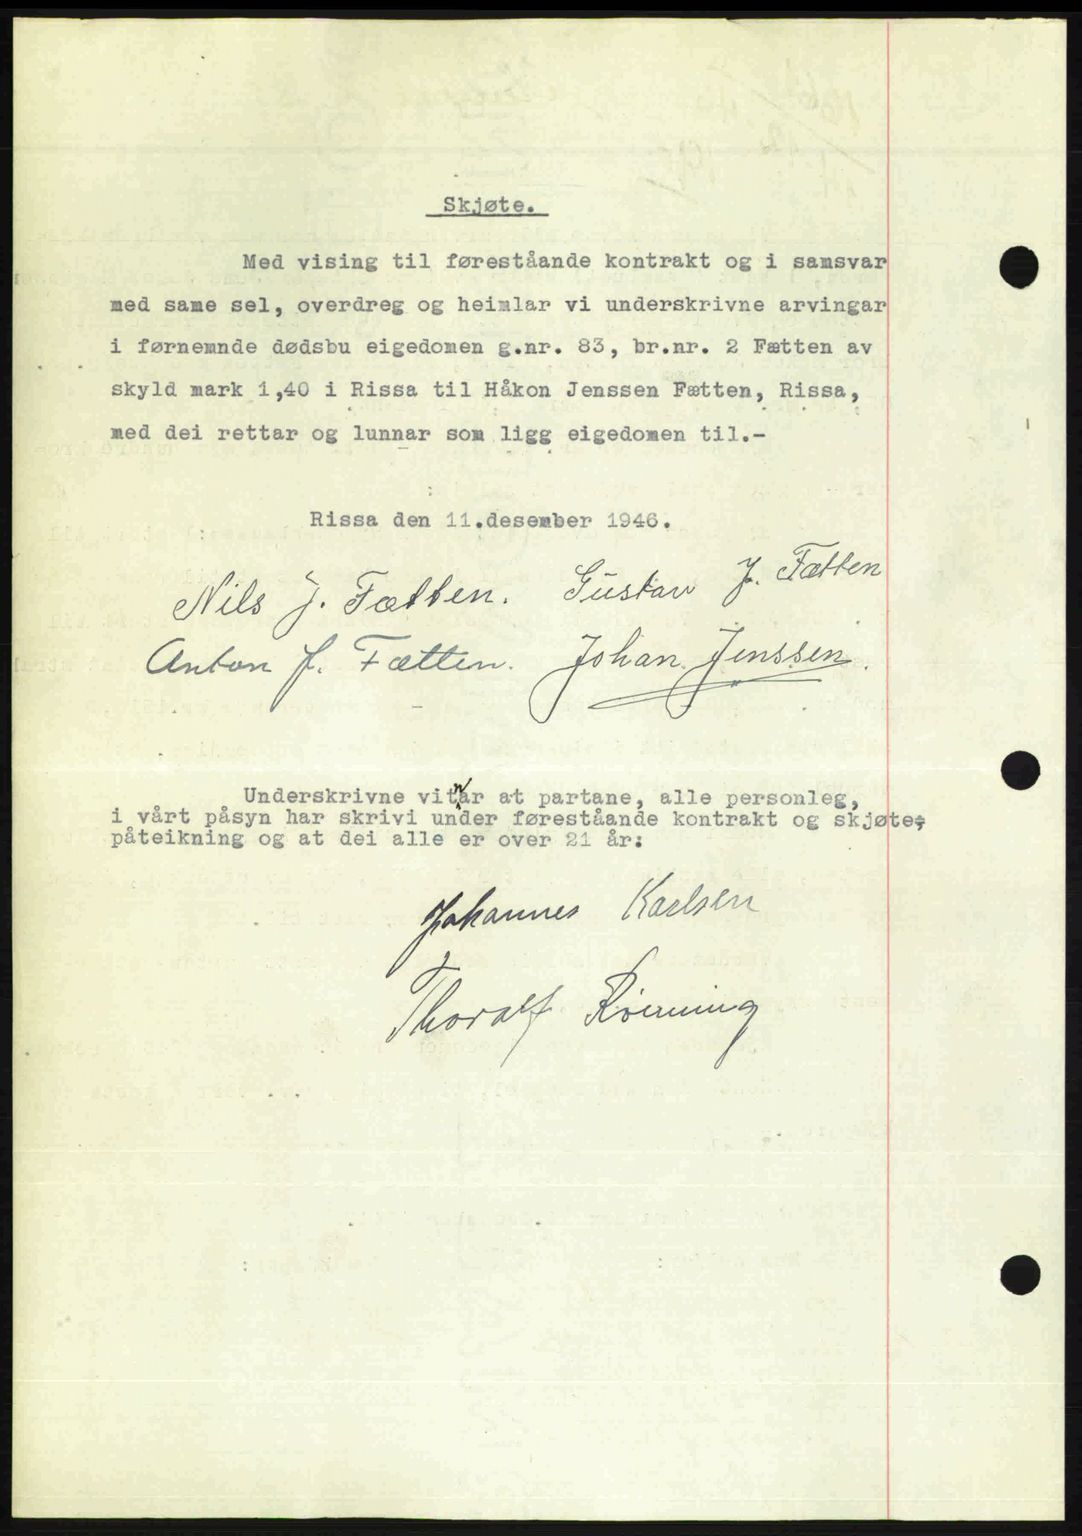 Skjøte.
Med vising til føreståande kontrakt og i samsvar
med same sel, overdreg og heimlar vi underskrivne arvingar
i førnemnde dødsbu eigedomen g.nr. 83, br.nr. 2 Fætten av
skyld mark 1,40 i Rissa til Håkon Jenssen Fætten, Rissa,
med dei rettar og lunnar som ligg eigedomen til.-
Rissa den 11.desember 1946.
Nils J. Fætten. Gustav J. Fætten
Anton J. Fætten. Johan Jenssen.
Underskrivne vitnar at partane, alle personleg,
i vårt påsyn har skrivi under føreståande kontrakt og skjøte-
påteikning og at dei alle er over 21 år:
Johannes Karlsen
Thoralf Rønning